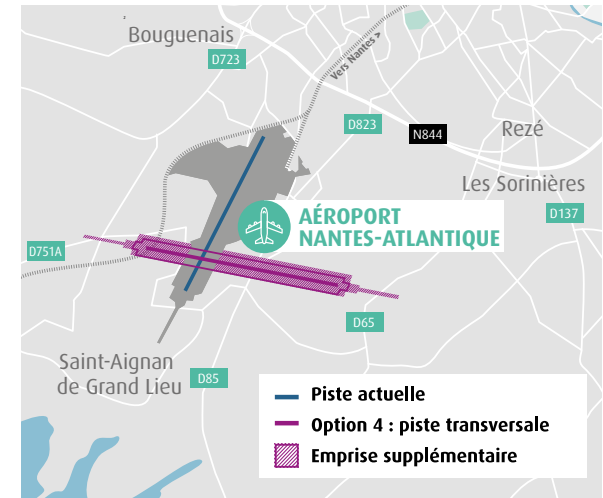 Bouguenais
D723
Vers Nantes >
D823
N844
Rezé
Les Sorinières
D137
AÉROPORT
NANTES-ATLANTIQUE
D751A
D65
Saint-Aignan
de Grand Lieu
D85
Piste actuelle
Option 4 : piste transversale
Emprise supplémentaire